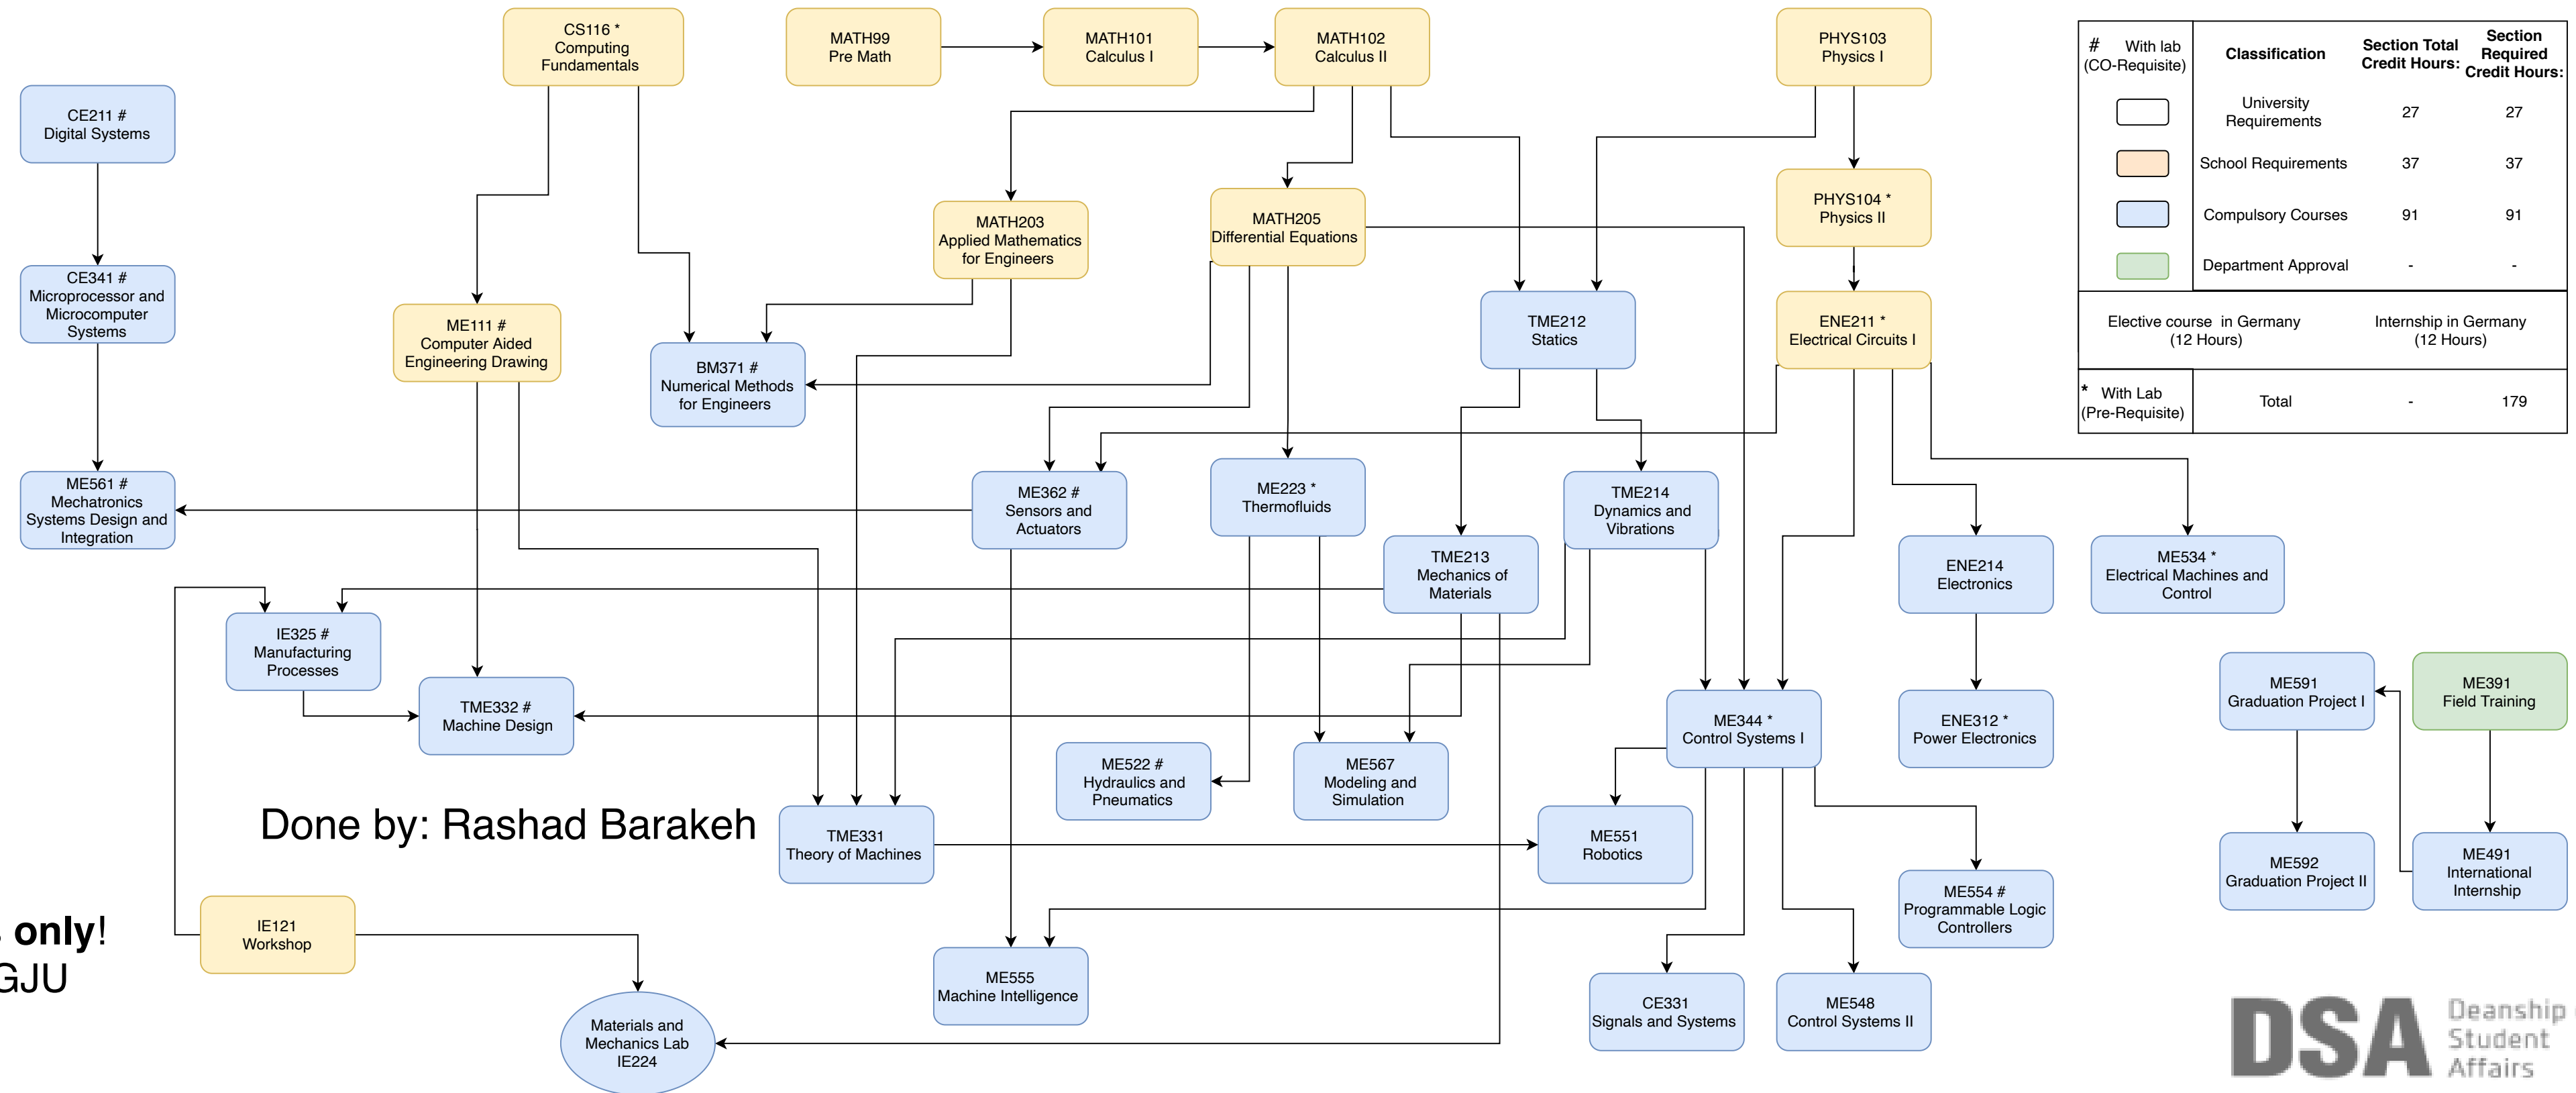 CS116 *
Computing
Fundamentals
MATH99
Pre Math
MATH101
Calculus I
MATH102
Calculus II
PHYS103
Physics I
# With lab
(CO-Requisite)
Classification
Section Total
Credit Hours:
Section
Required
Credit Hours:
University
Requirements
27
27
School Requirements
37
37
Compulsory Courses
91
91
Department Approval
-
-
Elective course in Germany
(12 Hours)
Internship in Germany
(12 Hours)
* With Lab
(Pre-Requisite)
Total
-
179
CE211 #
Digital Systems
PHYS104 *
Physics II
MATH203
Applied Mathematics
for Engineers
MATH205
Differential Equations
CE341 #
Microprocessor and
Microcomputer
Systems
ME111 #
Computer Aided
Engineering Drawing
BM371 #
Numerical Methods
for Engineers
TME212
Statics
ENE211 *
Electrical Circuits I
ME561 #
Mechatronics
Systems Design and
Integration
ME362 #
Sensors and
Actuators
ME223 *
Thermofluids
TME214
Dynamics and
Vibrations
TME213
Mechanics of
Materials
ENE214
Electronics
ME534 *
Electrical Machines and
Control
IE325 #
Manufacturing
Processes
TME332 #
Machine Design
ME522 #
Hydraulics and
Pneumatics
ME567
Modeling and
Simulation
ME344 *
Control Systems I
ENE312 *
Power Electronics
ME591
Graduation Project I
ME391
Field Training
Done by: Rashad Barakeh
TME331
Theory of Machines
ME551
Robotics
ME554 #
Programmable Logic
Controllers
ME592
Graduation Project II
ME491
International
Internship
only!
GJU
IE121
Workshop
ME555
Machine Intelligence
CE331
Signals and Systems
ME548
Control Systems II
Materials and
Mechanics Lab
IE224
DSA
Deanship
Student
Affairs